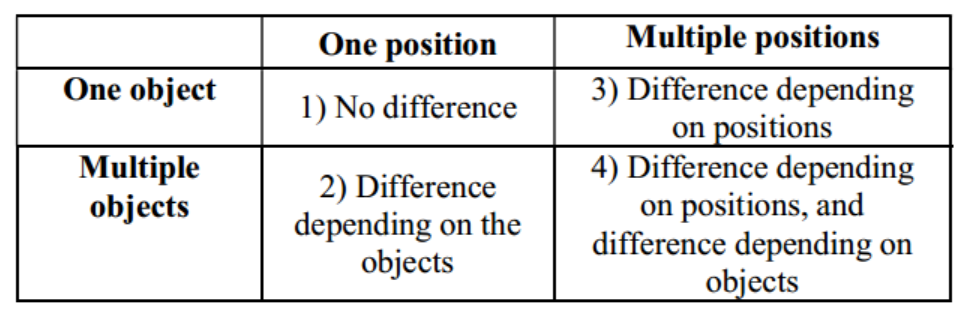 One position
Multiple positions
One object
1) No difference
3) Difference depending
on positions
Multiple
objects
2) Difference
depending on the
objects
4) Difference depending
on positions, and
difference depending on
objects